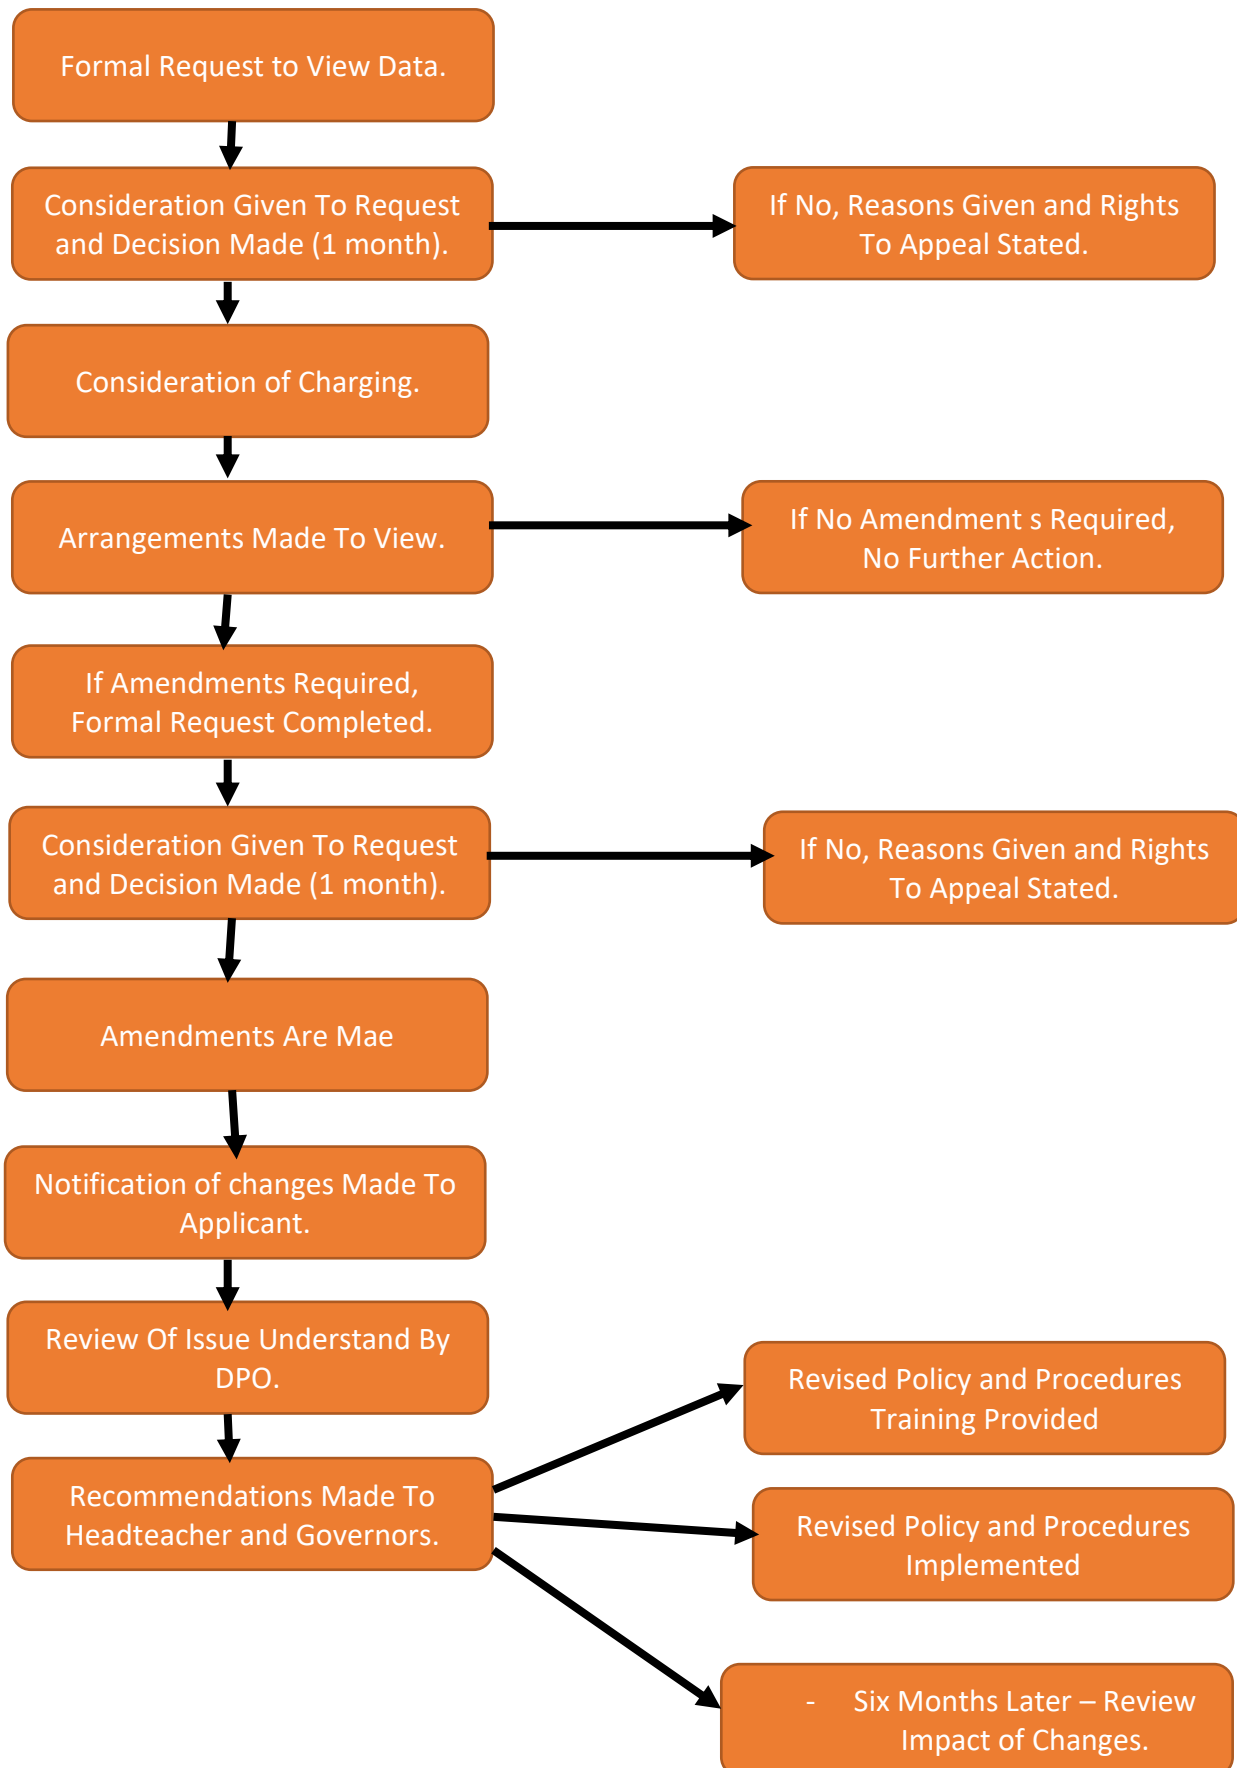 Formal Request to View Data.
Consideration Given To Request
and Decision Made (1 month).
If No, Reasons Given and Rights
To Appeal Stated.
Consideration of Charging.
Arrangements Made To View.
If No Amendment s Required,
No Further Action.
If Amendments Required,
Formal Request Completed.
Consideration Given To Request
and Decision Made (1 month).
If No, Reasons Given and Rights
To Appeal Stated.
Amendments Are Mae
Notification of changes Made To
Applicant.
Review Of Issue Understand By
DPO.
Recommendations Made To
Headteacher and Governors.
Revised Policy and Procedures
Training Provided
Revised Policy and Procedures
Implemented
- Six Months Later – Review
Impact of Changes.